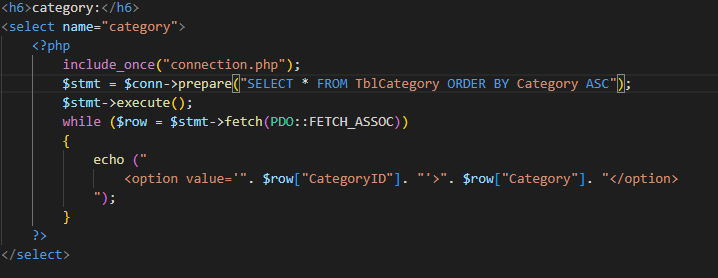 <h6>category:</h6>
<select name="category">
<?php
include_once("connection.php");
$stmt = $conn->prepare("SELECT * FROM TblCategory ORDER BY Category ASC");
$stmt->execute();
while ($row = $stmt->fetch(PDO::FETCH_ASSOC))
{
echo ("
<option value='". $row["CategoryID"]. "'>". $row["Category"]. "</option>
");
}
?>
</select>